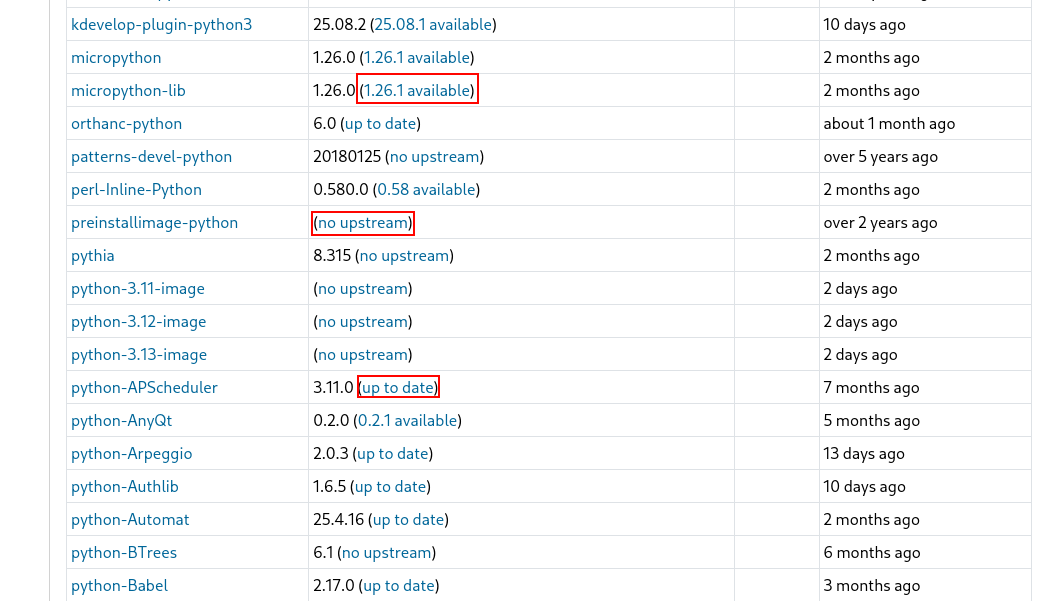 kdevelop-plugin-python3 25.08.2 (25.08.1 available) 10 days ago
micropython 1.26.0 (1.26.1 available) 2 months ago
micropython-lib 1.26.0 (1.26.1 available) 2 months ago
orthanc-python 6.0 (up to date) about 1 month ago
patterns-devel-python 20180125 (no upstream) over 5 years ago
perl-Inline-Python 0.580.0 (0.58 available) 2 months ago
preinstallimage-python (no upstream) over 2 years ago
pythia 8.315 (no upstream) 2 months ago
python-3.11-image (no upstream) 2 days ago
python-3.12-image (no upstream) 2 days ago
python-3.13-image (no upstream) 2 days ago
python-APScheduler 3.11.0 (up to date) 7 months ago
python-AnyQt 0.2.0 (0.2.1 available) 5 months ago
python-Arpeggio 2.0.3 (up to date) 13 days ago
python-Authlib 1.6.5 (up to date) 10 days ago
python-Automat 25.4.16 (up to date) 2 months ago
python-BTrees 6.1 (no upstream) 6 months ago
python-Babel 2.17.0 (up to date) 3 months ago